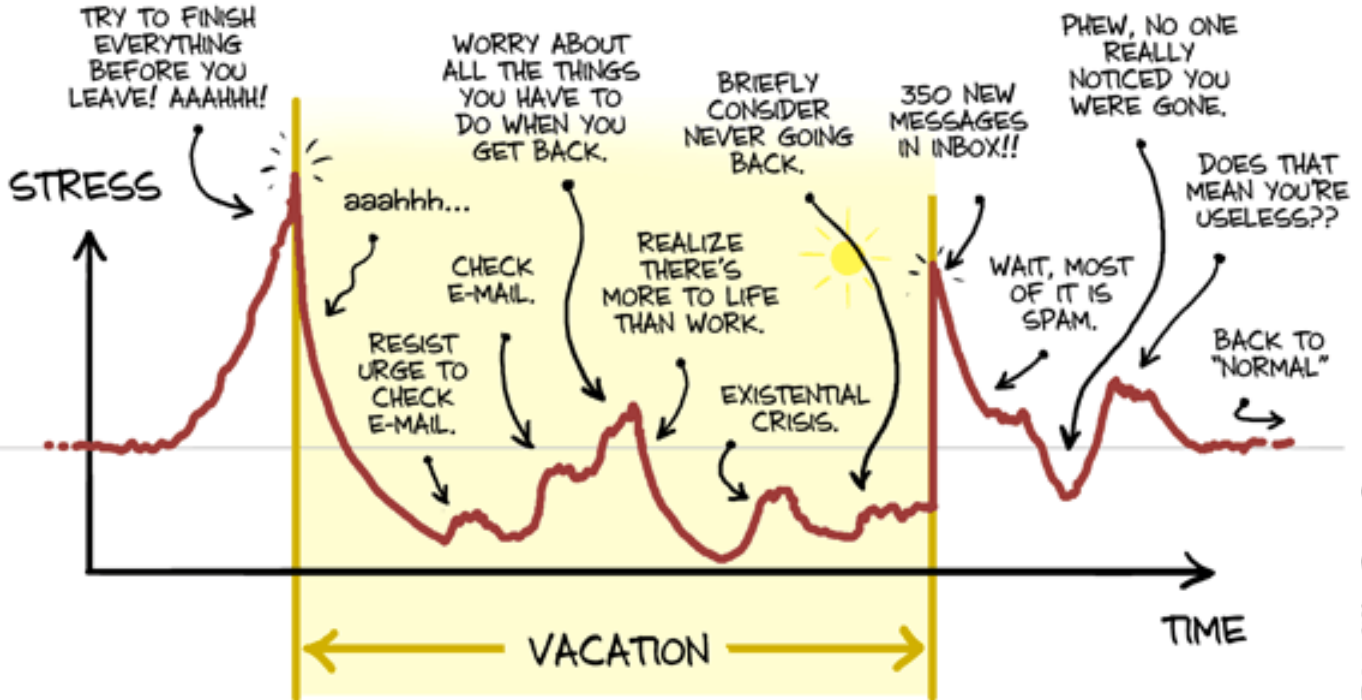 TRY TO FINISH
EVERYTHING
BEFORE YOU
LEAVE! AAAHHH!
STRESS
aaahhh...
RESIST
URGE TO
CHECK
E-MAIL.
CHECK
E-MAIL.
WORRY ABOUT
ALL THE THINGS
YOU HAVE TO
DO WHEN YOU
GET BACK.
REALIZE
THERE'S
MORE TO LIFE
THAN WORK.
EXISTENTIAL
CRISIS.
BRIEFLY
CONSIDER
NEVER GOING
BACK.
350 NEW
MESSAGES
IN INBOX!!
WAIT, MOST
OF IT IS
SPAM.
PHEW, NO ONE
REALLY
NOTICED YOU
WERE GONE.
DOES THAT
MEAN YOU'RE
USELESS??
BACK TO
"NORMAL"
VACATION
TIME